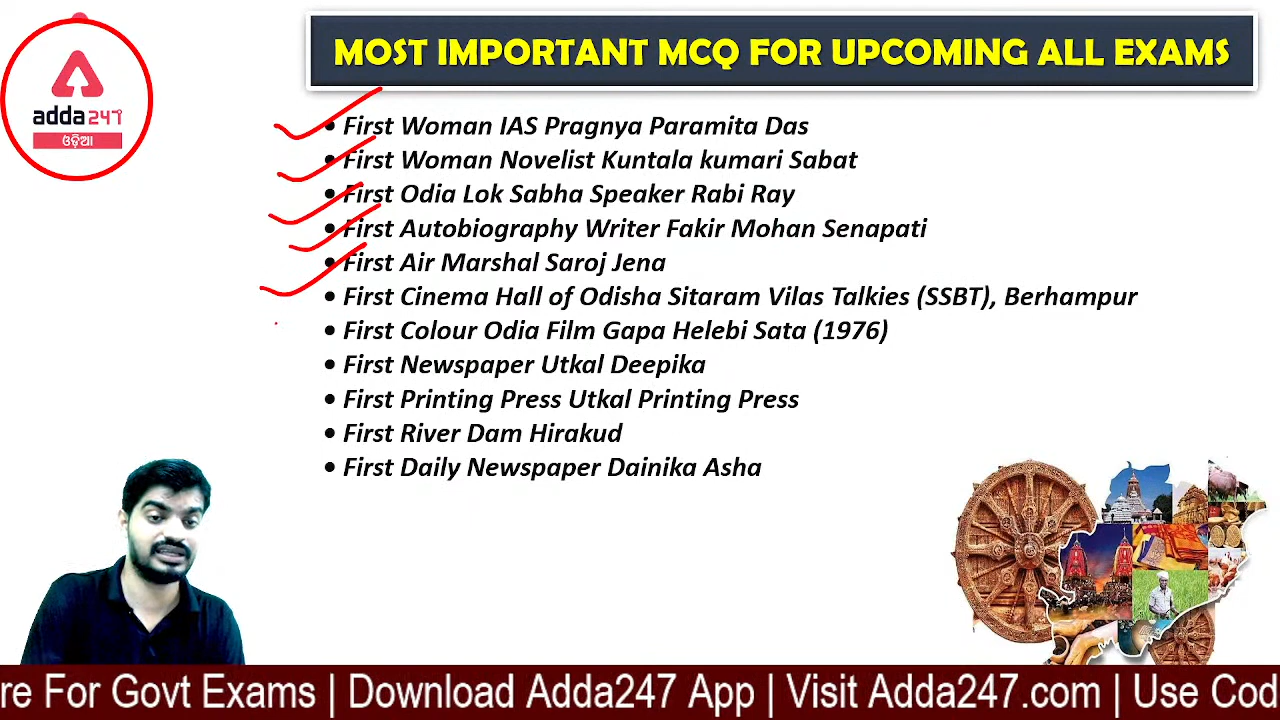 MOST IMPORTANT MCQ FOR UPCOMING ALL EXAMS
adda247
ଓଡ଼ିଆ
• First Woman IAS Pragnya Paramita Das
• First Woman Novelist Kuntala kumari Sabat
• First Odia Lok Sabha Speaker Rabi Ray
• First Autobiography Writer Fakir Mohan Senapati
• First Air Marshal Saroj Jena
• First Cinema Hall of Odisha Sitaram Vilas Talkies (SSBT), Berhampur
• First Colour Odia Film Gapa Helebi Sata (1976)
• First Newspaper Utkal Deepika
• First Printing Press Utkal Printing Press
• First River Dam Hirakud
• First Daily Newspaper Dainika Asha
re For Govt Exams | Download Adda247 App | Visit Adda247.com | Use Cod